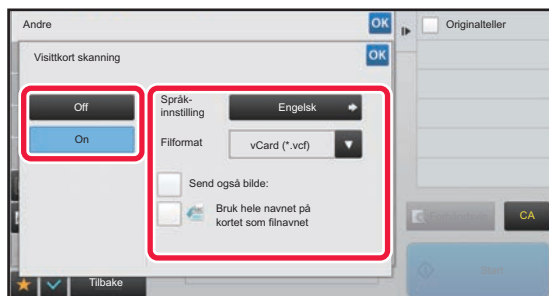 Andre
OK
Originalteller
Visittkort skanning
OK
Off
On
Språk-
innstilling
Engelsk
Filformat
vCard (*.vcf)
Send også bilde:
Bruk hele navnet på
kortet som filnavnet
CA
Start
Tilbake